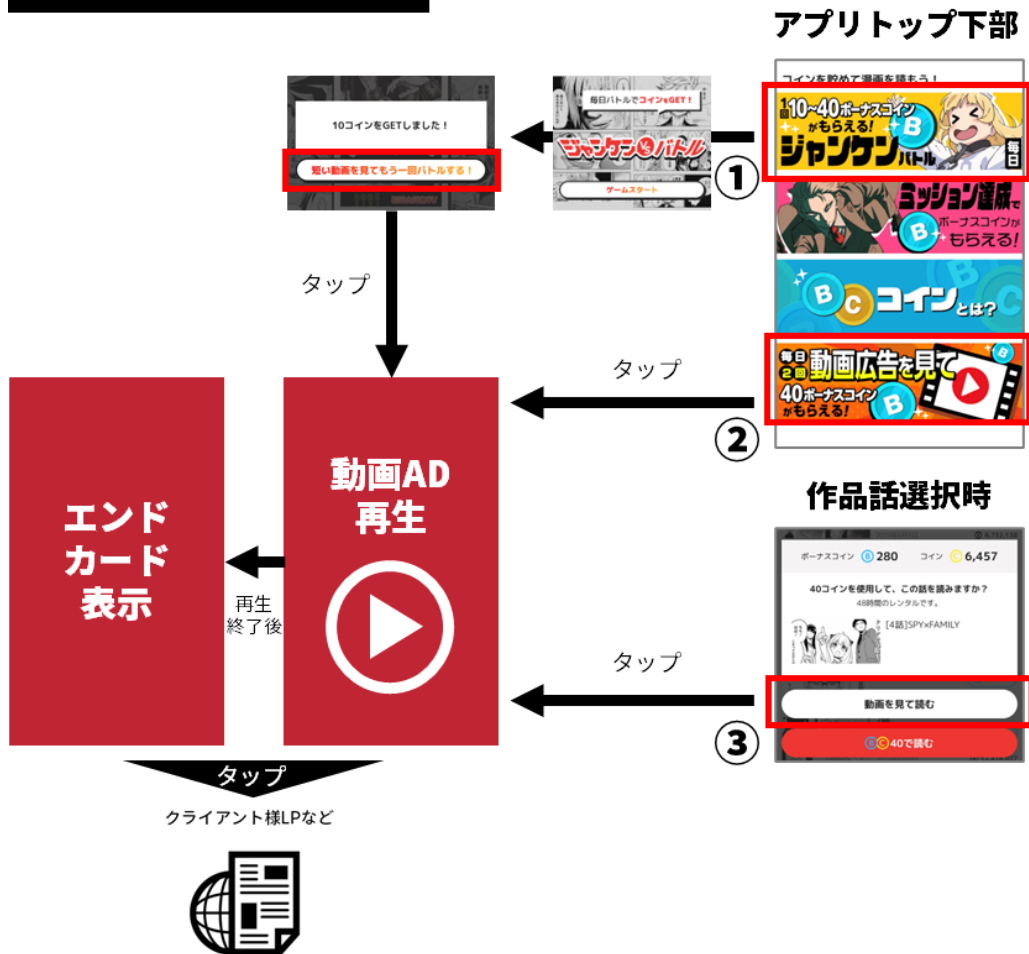 アプリトップ下部
コインを貯めて漫画を読もう!
1回10~40ボーナスコイン
がもらえる!
ジャンケンバトル
毎日
ミッション達成で
ボーナスコインが
もらえる!
B
B C コインとは?
毎日
2回
動画広告を見て
40ボーナスコイン
がもらえる!
B
①
毎日バトルでコインをGET!
ジャンケンバトル
ゲームスタート
10コインをGETしました!
短い動画を見てもう一回バトルする!
タップ
タップ
②
作品話選択時
ボーナスコイン B 280 コイン C 6,457
40コインを使用して、この話を読みますか?
48時間のレンタルです。
[4話]SPY×FAMILY
動画を見て読む
B C 40で読む
タップ
③
動画AD
再生
再生
終了後
エンド
カード
表示
タップ
クライアント様LPなど